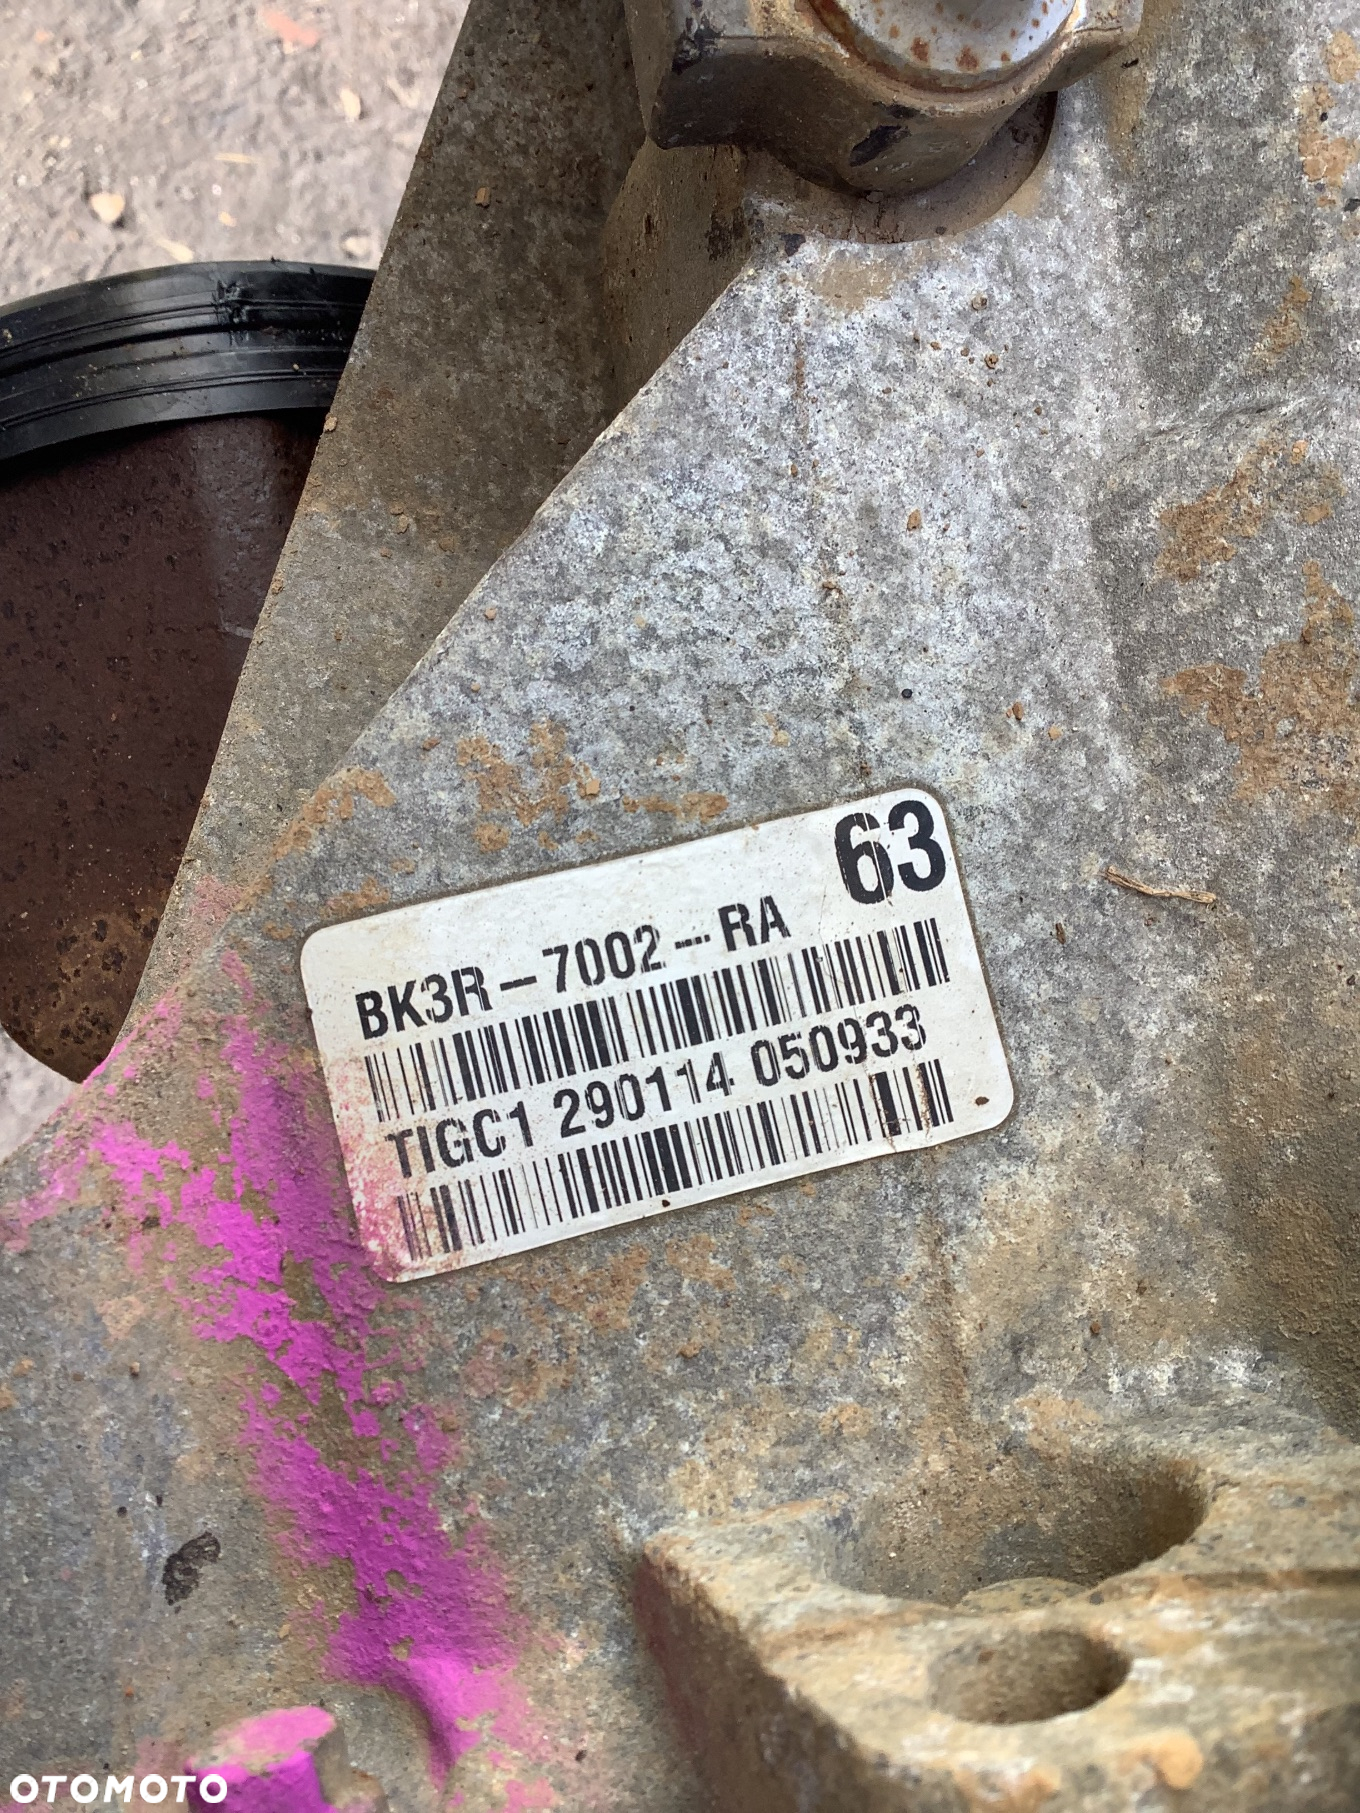 63
BK3R-7002-RA
TIGC1 290114 050933
OTOMOTO